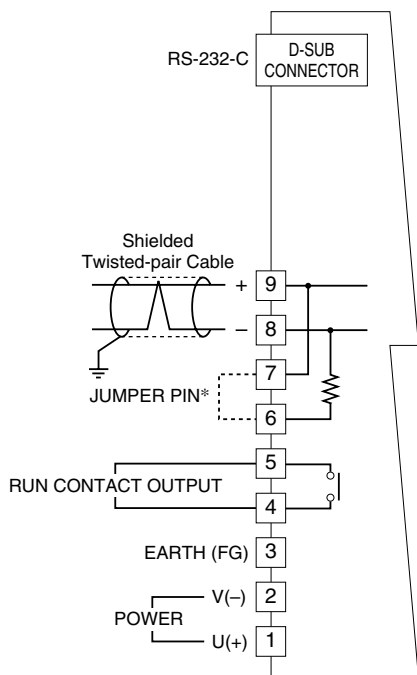 RS-232-C
D-SUB
CONNECTOR
Shielded
Twisted-pair Cable
+ 9
– 8
7
JUMPER PIN*
6
5
RUN CONTACT OUTPUT
4
EARTH (FG) 3
V(–) 2
POWER
U(+) 1